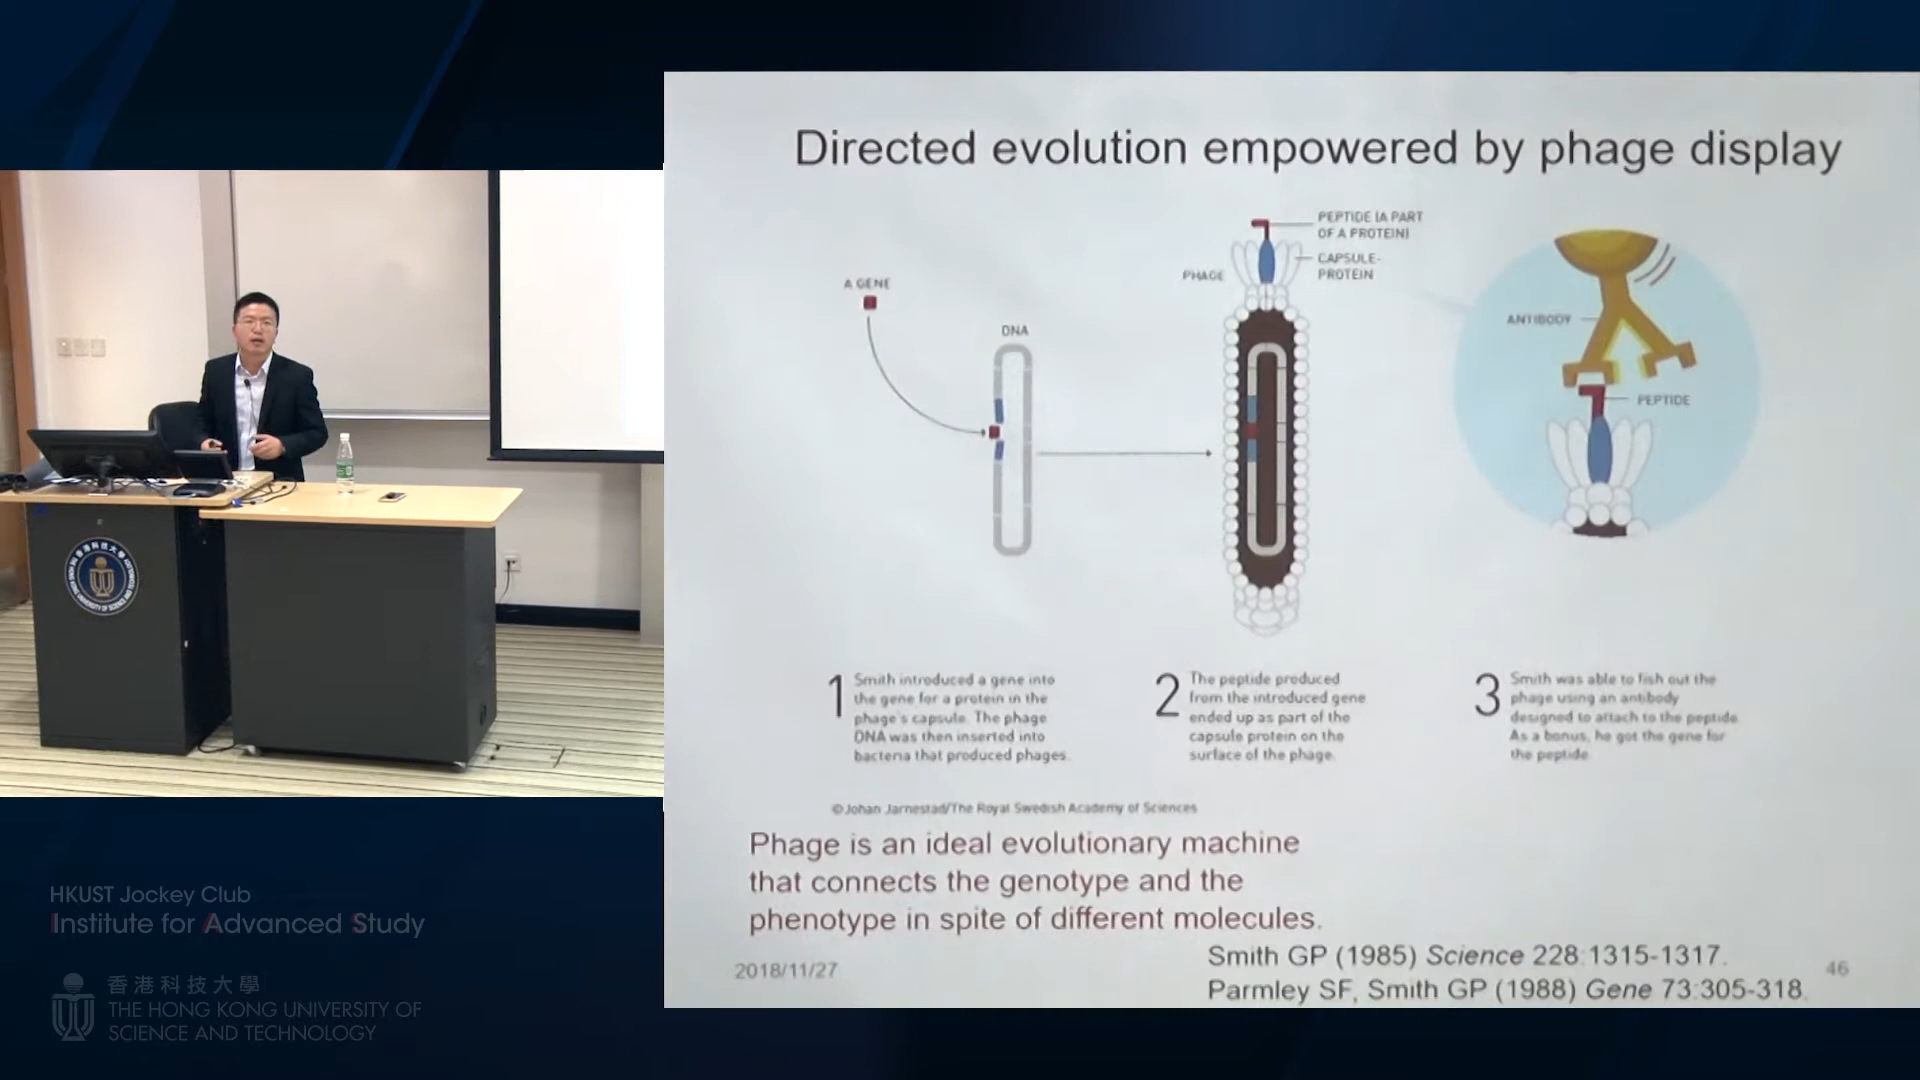 Directed evolution empowered by phage display
A GENE
DNA
PHAGE
PEPTIDE (A PART
OF A PROTEIN)
CAPSULE-
PROTEIN
ANTIBODY
PEPTIDE
1
Smith introduced a gene into
the gene for a protein in the
phage's capsule. The phage
DNA was then inserted into
bacteria that produced phages.
2
The peptide produced
from the introduced gene
ended up as part of the
capsule protein on the
surface of the phage.
3
Smith was able to fish out the
phage using an antibody
designed to attach to the peptide
As a bonus, he got the gene for
the peptide
©Johan Jarnestad/The Royal Swedish Academy of Sciences
Phage is an ideal evolutionary machine
that connects the genotype and the
phenotype in spite of different molecules.
Smith GP (1985) Science 228:1315-1317.
Parmley SF, Smith GP (1988) Gene 73:305-318.
2018/11/27
46
HKUST Jockey Club
Institute for Advanced Study
香港科技大學
THE HONG KONG UNIVERSITY OF
SCIENCE AND TECHNOLOGY